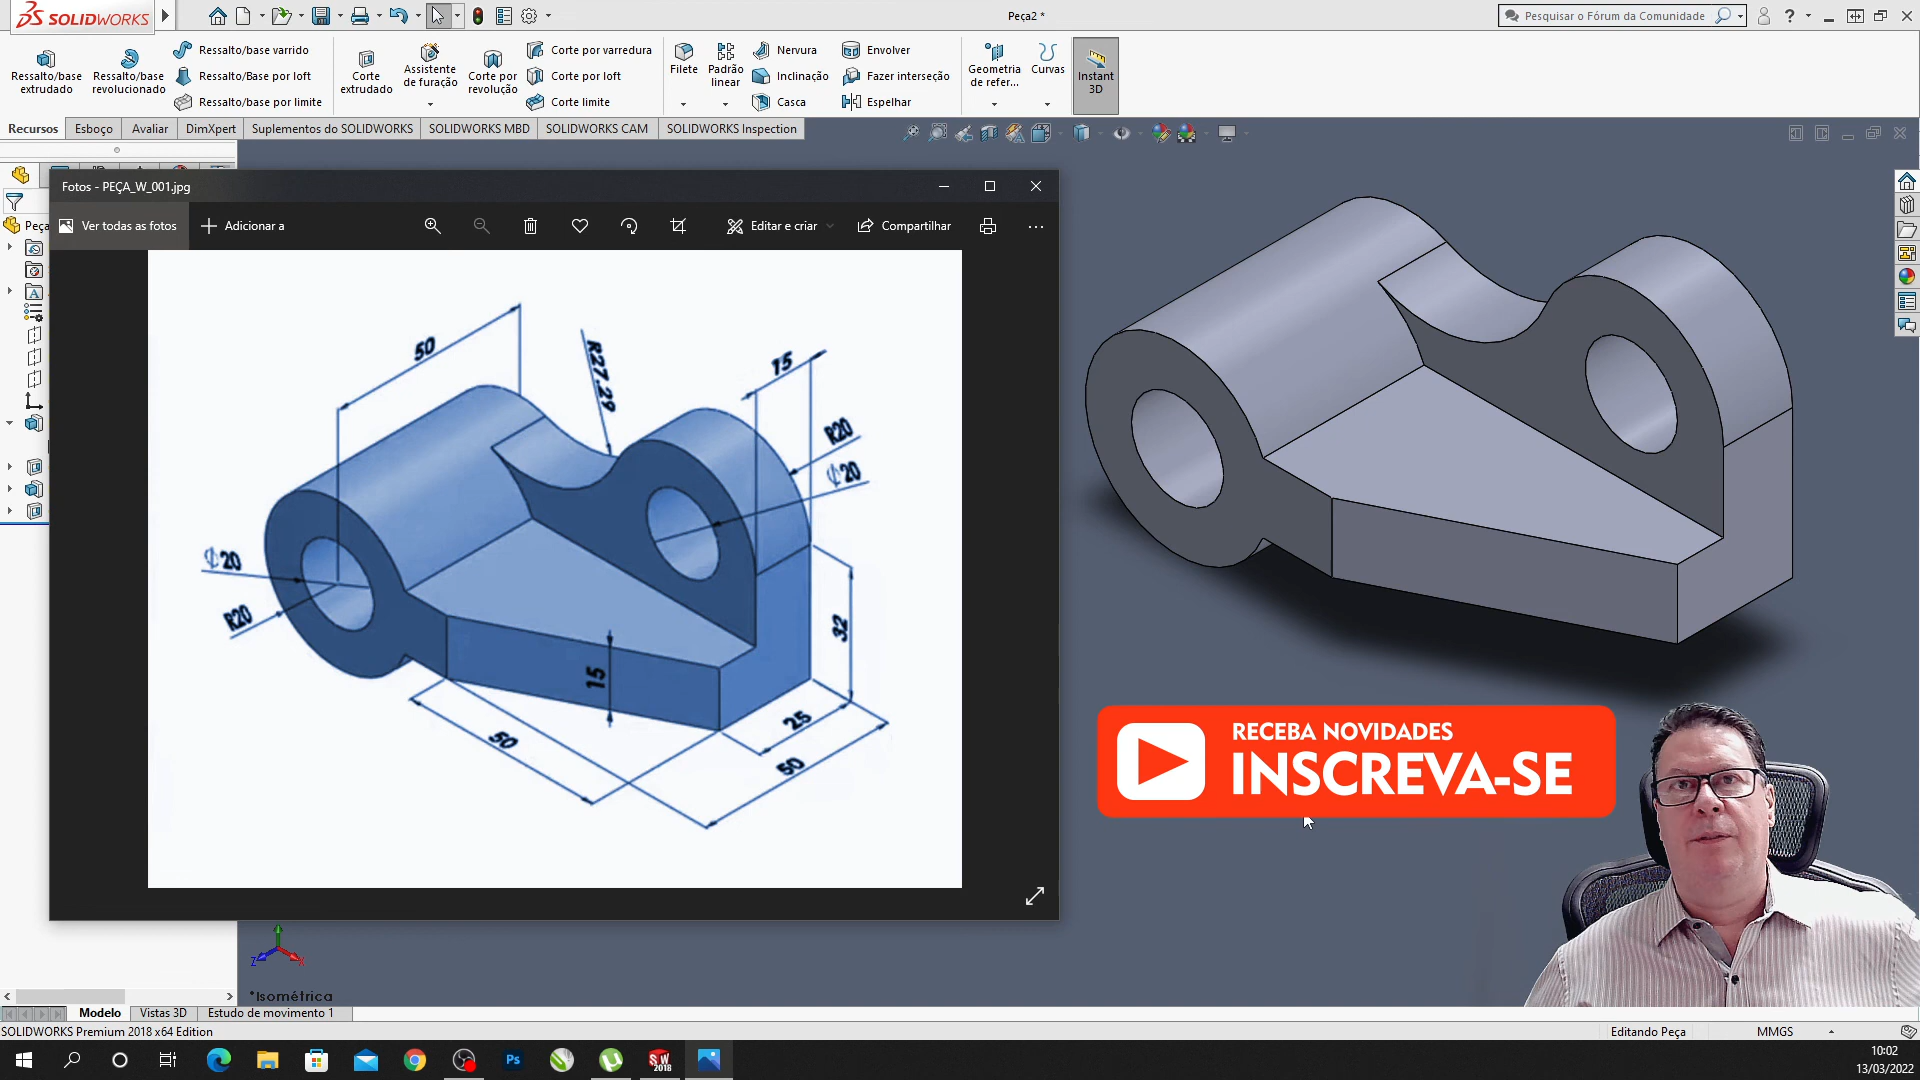 SOLIDWORKS
Peça2 *
Pesquisar o Fórum da Comunidade
Ressalto/base extrudado
Ressalto/base revolucionado
Ressalto/base varrido
Ressalto/Base por loft
Ressalto/base por limite
Corte extrudado
Assistente de furação
Corte por revolução
Corte por varredura
Corte por loft
Corte limite
Filete
Padrão linear
Nervura
Inclinação
Casca
Envolver
Fazer interseção
Espelhar
Geometria de refer...
Curvas
Instant 3D
Recursos
Esboço
Avaliar
DimXpert
Suplementos do SOLIDWORKS
SOLIDWORKS MBD
SOLIDWORKS CAM
SOLIDWORKS Inspection
Peça
Fotos - PEÇA_W_001.jpg
Ver todas as fotos
Adicionar a
Editar e criar
Compartilhar
50
R27.29
15
R20
₵20
₵20
R20
32
15
50
25
50
RECEBA NOVIDADES
INSCREVA-SE
Z
X
*Isométrica
Modelo
Vistas 3D
Estudo de movimento 1
SOLIDWORKS Premium 2018 x64 Edition
Editando Peça
MMGS
Ps
SW
2018
10:02
13/03/2022